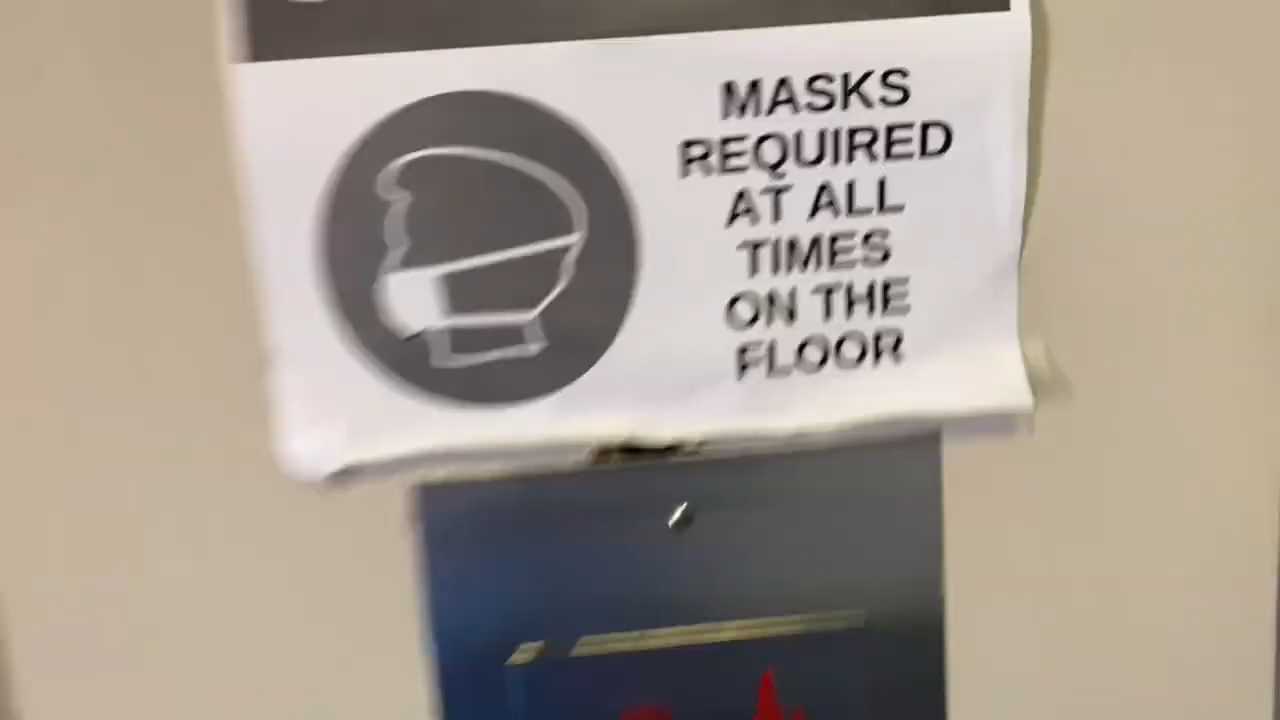 MASKS
REQUIRED
AT ALL
TIMES
ON THE
FLOOR